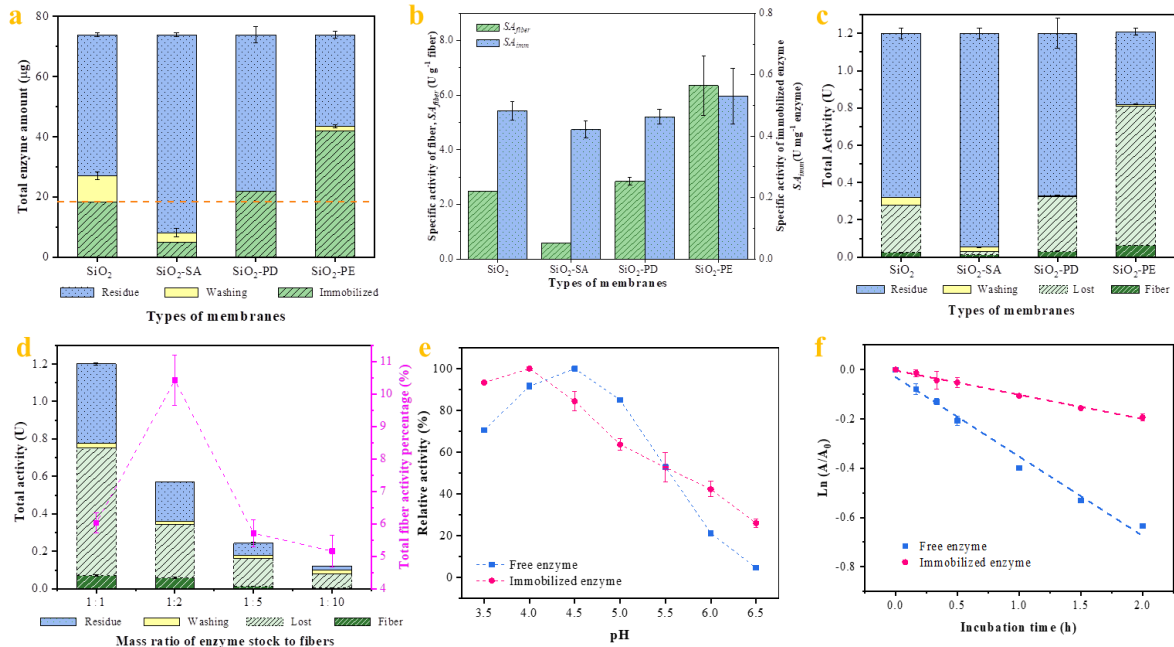 a
Total enzyme amount (µg)
80
60
40
20
0
SiO2
SiO2-SA
SiO2-PD
SiO2-PE
Residue
Washing
Immobilized
Types of membranes
b
Specific activity of fiber, SAfiber (U g-1 fiber)
8.0
6.0
4.0
2.0
0.0
SAfiber
SAimm
0.8
0.6
0.4
0.2
0.0
Specific activity of immobilized enzyme
SAimm(U mg-1 enzyme)
SiO2
SiO2-SA
SiO2-PD
SiO2-PE
Types of membranes
c
Total Activity (U)
1.2
1.0
0.8
0.6
0.4
0.2
0.0
SiO2
SiO2-SA
SiO2-PD
SiO2-PE
Types of membranes
Residue
Washing
Lost
Fiber
d
Total activity (U)
1.2
1.0
0.8
0.6
0.4
0.2
0.0
11
10
9
8
7
6
5
4
Total fiber activity percentage (%)
1:1
1:2
1:5
1:10
Residue
Washing
Lost
Fiber
Mass ratio of enzyme stock to fibers
e
Relative activity (%)
100
80
60
40
20
0
Free enzyme
Immobilized enzyme
3.5
4.0
4.5
5.0
5.5
6.0
6.5
pH
f
Ln (A/A0)
0.0
-0.2
-0.4
-0.6
-0.8
Free enzyme
Immobilized enzyme
0.0
0.5
1.0
1.5
2.0
Incubation time (h)